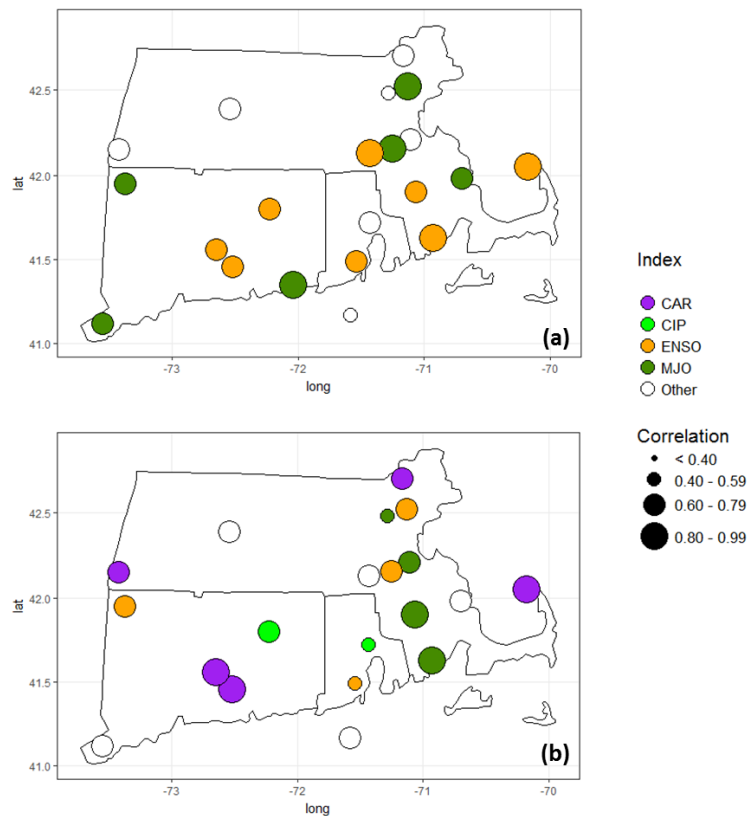 42.5
42.0
41.5
41.0
lat
(a)
-73
-72
-71
-70
long
Index
CAR
CIP
ENSO
MJO
Other
Correlation
< 0.40
0.40 - 0.59
0.60 - 0.79
0.80 - 0.99
42.5
42.0
41.5
41.0
lat
(b)
-73
-72
-71
-70
long